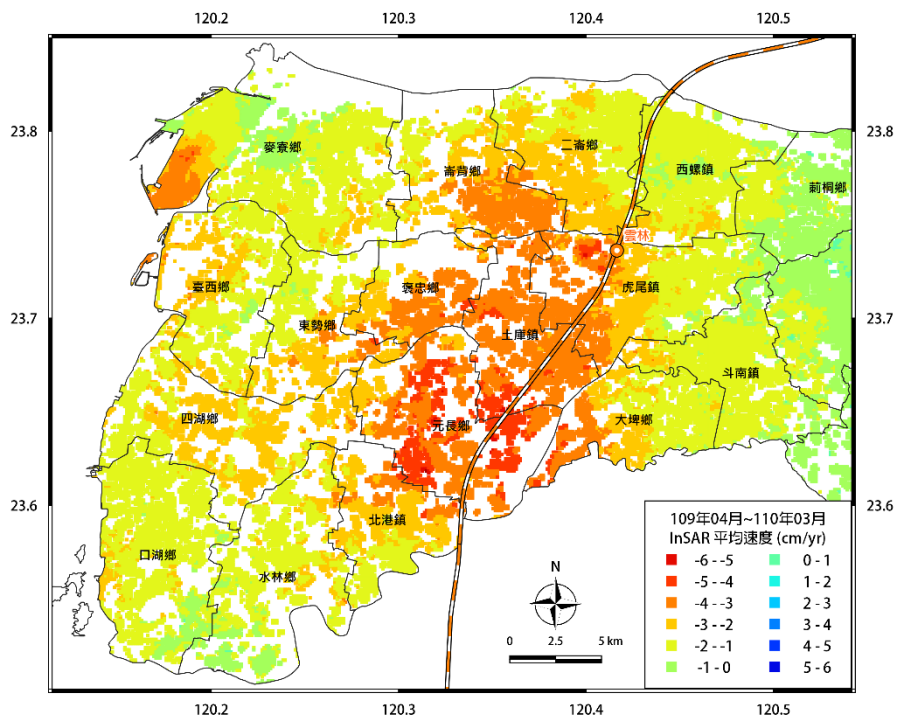 120.2 120.3 120.4 120.5
23.8
23.7
23.6
麥寮鄉
崙背鄉
二崙鄉
西螺鎮
莿桐鄉
雲林
臺西鄉
東勢鄉
褒忠鄉
土庫鎮
虎尾鎮
斗南鎮
四湖鄉
元長鄉
大埤鄉
北港鎮
口湖鄉
水林鄉
N
0 2.5 5 km
109年04月~110年03月
InSAR 平均速度 (cm/yr)
-6 - -5 0 - 1
-5 - -4 1 - 2
-4 - -3 2 - 3
-3 - -2 3 - 4
-2 - -1 4 - 5
-1 - 0 5 - 6
23.8
23.7
23.6
120.2 120.3 120.4 120.5